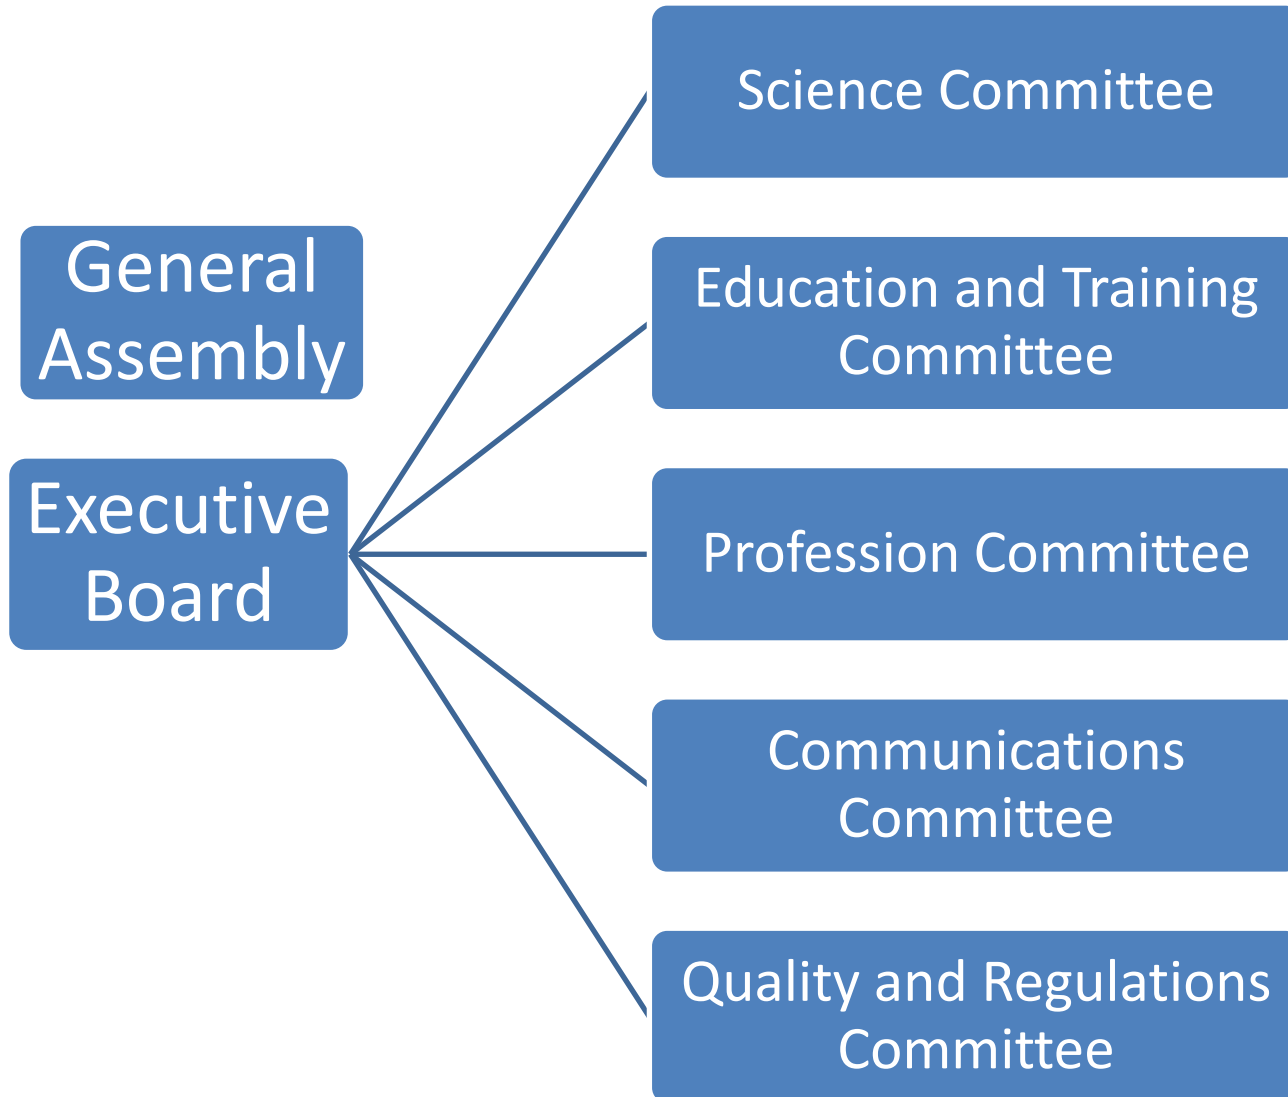 General
Assembly
Executive
Board
Science Committee
Education and Training
Committee
Profession Committee
Communications
Committee
Quality and Regulations
Committee